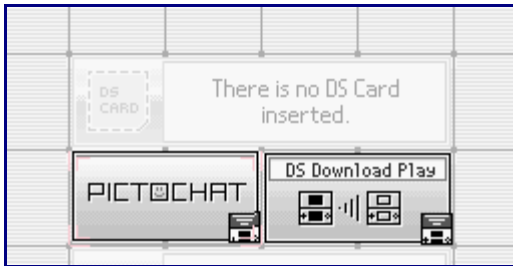 DS
CARD
There is no DS Card
inserted.
PICTOCHAT
DS Download Play